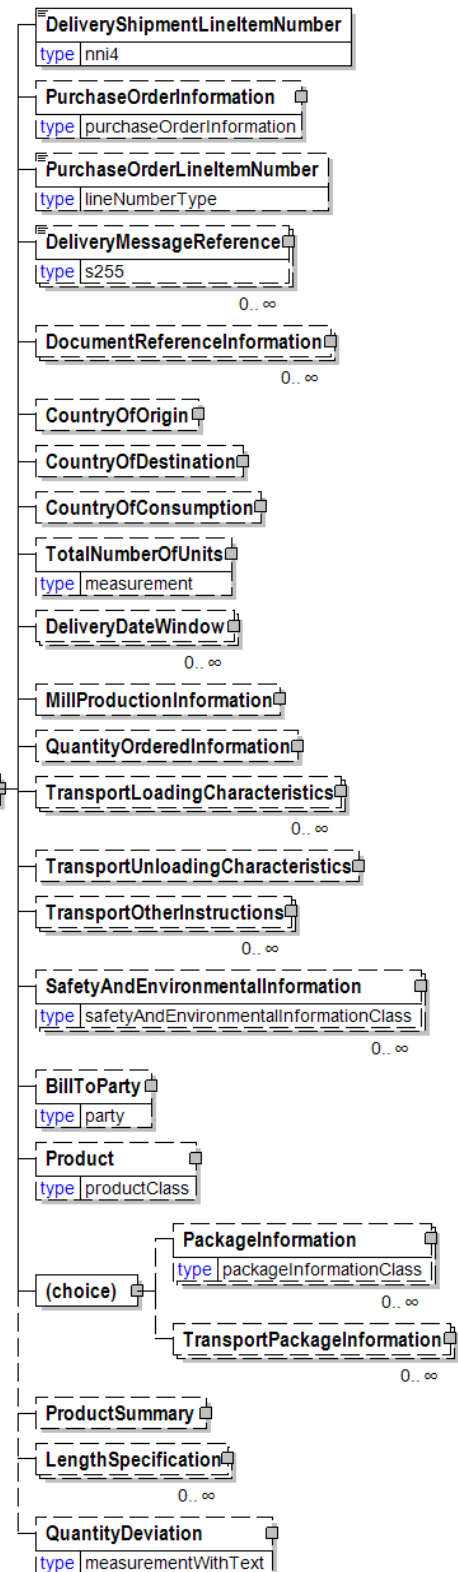 DeliveryShipmentLineItemNumber
type nni4
PurchaseOrderInformation
type purchaseOrderInformation
PurchaseOrderLineItemNumber
type lineNumberType
DeliveryMessageReference
type s255
0.. ∞
DocumentReferenceInformation
0.. ∞
CountryOfOrigin
CountryOfDestination
CountryOfConsumption
TotalNumberOfUnits
type measurement
DeliveryDateWindow
0.. ∞
MillProductionInformation
QuantityOrderedInformation
TransportLoadingCharacteristics
0.. ∞
TransportUnloadingCharacteristics
TransportOtherInstructions
0.. ∞
SafetyAndEnvironmentalInformation
type safetyAndEnvironmentalInformationClass
0.. ∞
BillToParty
type party
Product
type productClass
PackageInformation
type packageInformationClass
0.. ∞
(choice)
TransportPackageInformation
0.. ∞
ProductSummary
LengthSpecification
0.. ∞
QuantityDeviation
type measurementWithText